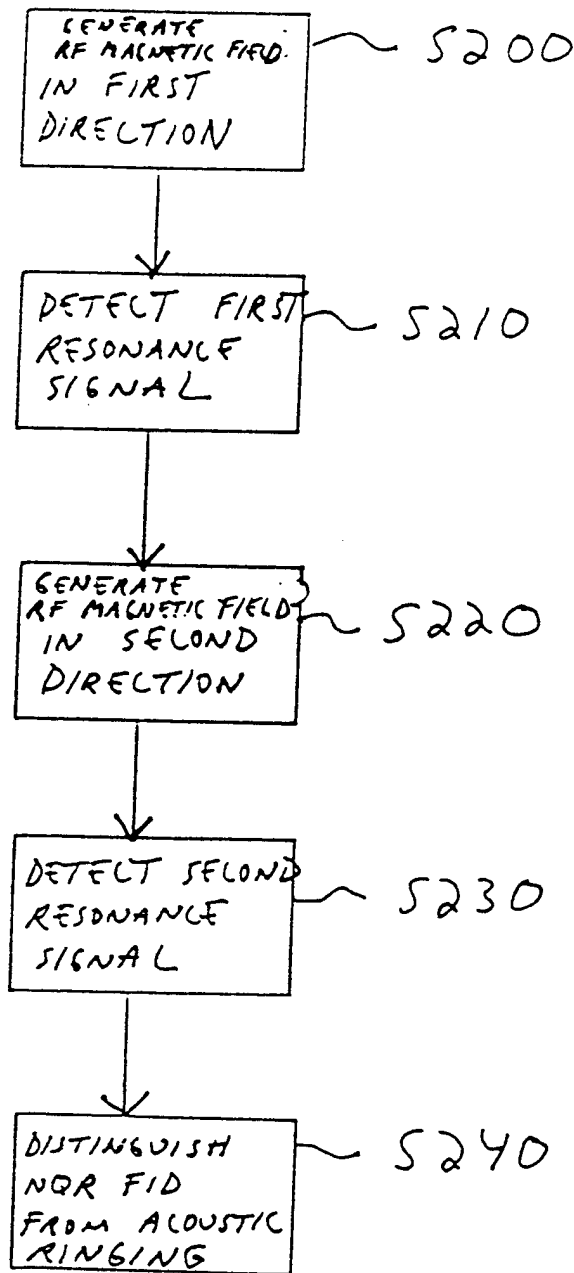 GENERATE
RF MAGNETIC FIELD
IN FIRST
DIRECTION
S200
DETECT FIRST
RESONANCE
SIGNAL
S210
GENERATE
RF MAGNETIC FIELD
IN SECOND
DIRECTION
S220
DETECT SECOND
RESONANCE
SIGNAL
S230
DISTINGUISH
NQR FID
FROM ACOUSTIC
RINGING
S240